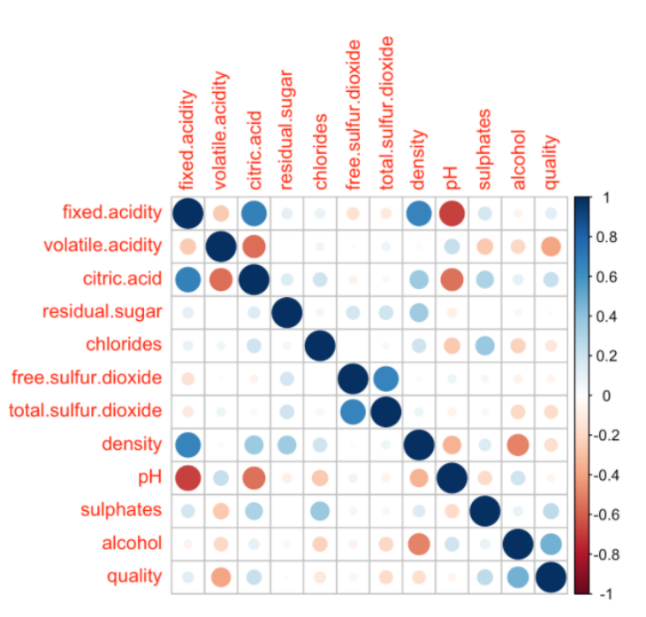 fixed.acidity
volatile.acidity
citric.acid
residual.sugar
chlorides
free.sulfur.dioxide
total.sulfur.dioxide
density
pH
sulphates
alcohol
quality
fixed.acidity
volatile.acidity
citric.acid
residual.sugar
chlorides
free.sulfur.dioxide
total.sulfur.dioxide
density
pH
sulphates
alcohol
quality
1
0.8
0.6
0.4
0.2
0
-0.2
-0.4
-0.6
-0.8
-1